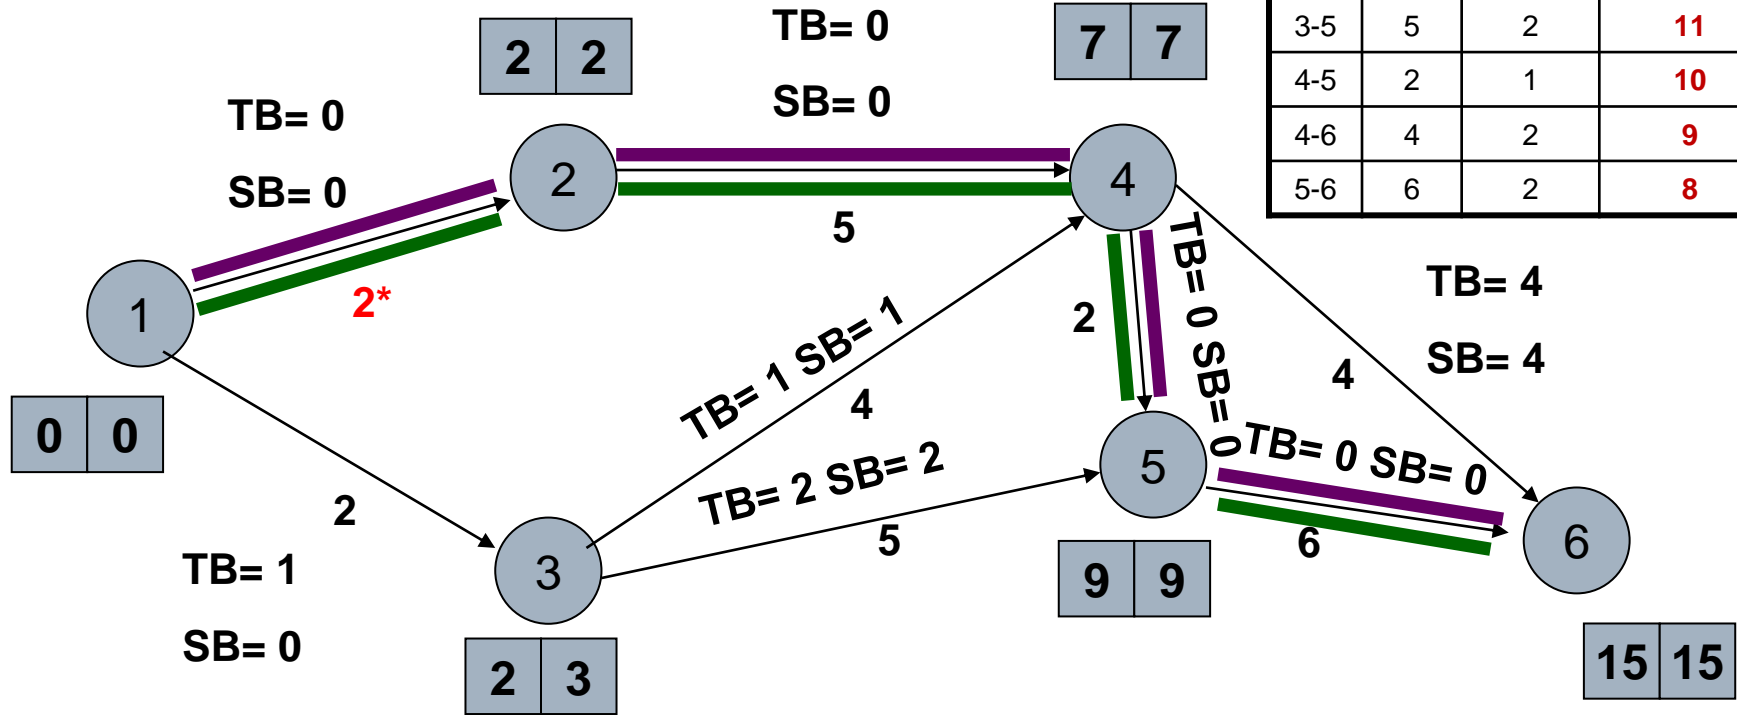 3-5 5 2 11
4-5 2 1 10
4-6 4 2 9
5-6 6 2 8
TB= 0
SB= 0
2 2
7 7
TB= 0
SB= 0
2
4
5
2*
1
0 0
TB= 1 SB= 1
4
2
TB= 0 SB= 0
TB= 4
SB= 4
4
TB= 2 SB= 2
5
5
TB= 0 SB= 0
6
6
2
TB= 1
SB= 0
3
2 3
9 9
15 15